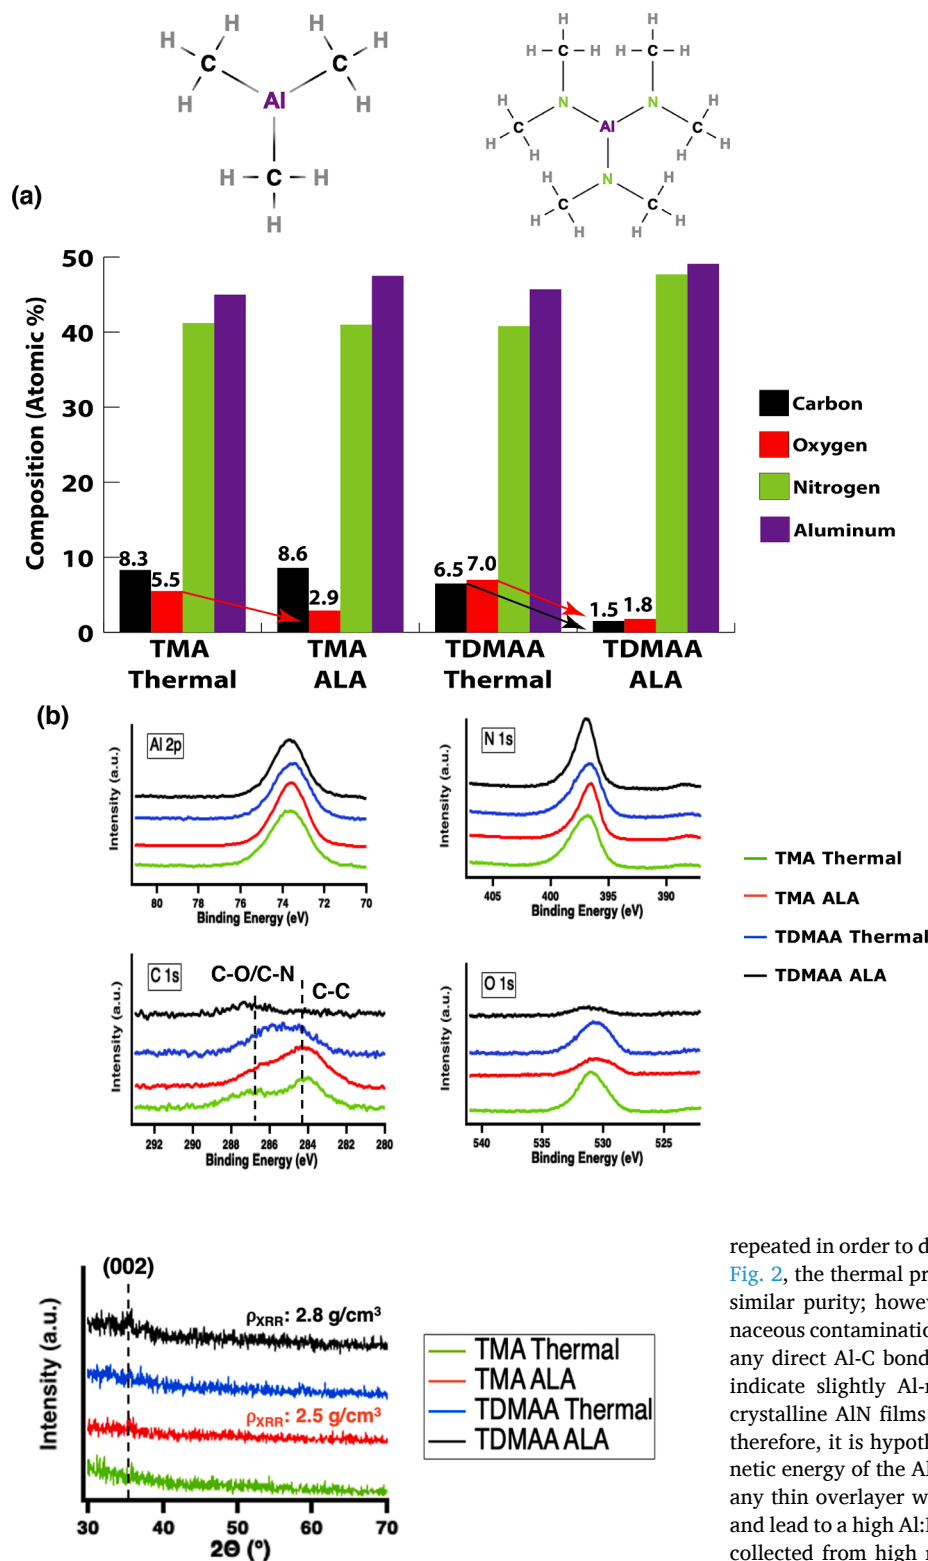 H H H H
C C
H Al H
H C H
H
H H
H C H H C H
H N N H
C Al C
H H H H
H N H
C C
H H H H
(a)
Composition (Atomic %)
50
40
30
20
10
0
8.3 5.5 8.6 2.9 6.5 7.0 1.5 1.8
TMA Thermal
TMA ALA
TDMAA Thermal
TDMAA ALA
Carbon
Oxygen
Nitrogen
Aluminum
(b)
Al 2p
Intensity (a.u.)
80 78 76 74 72 70
Binding Energy (eV)
N 1s
Intensity (a.u.)
405 400 395 390
Binding Energy (eV)
C 1s
C-O/C-N
C-C
Intensity (a.u.)
292 290 288 286 284 282 280
Binding Energy (eV)
O 1s
Intensity (a.u.)
540 535 530 525
Binding Energy (eV)
TMA Thermal
TMA ALA
TDMAA Thermal
TDMAA ALA
(002)
Intensity (a.u.)
ρXRR: 2.8 g/cm³
ρXRR: 2.5 g/cm³
30 40 50 60 70
2Θ (°)
TMA Thermal
TMA ALA
TDMAA Thermal
TDMAA ALA
repeated in order to d
Fig. 2, the thermal pr
similar purity; howev
naceous contamination
any direct Al-C bond
indicate slightly Al-r
crystalline AlN films
therefore, it is hypoth
netic energy of the Al
any thin overlayer w
and lead to a high Al:
collected from high r